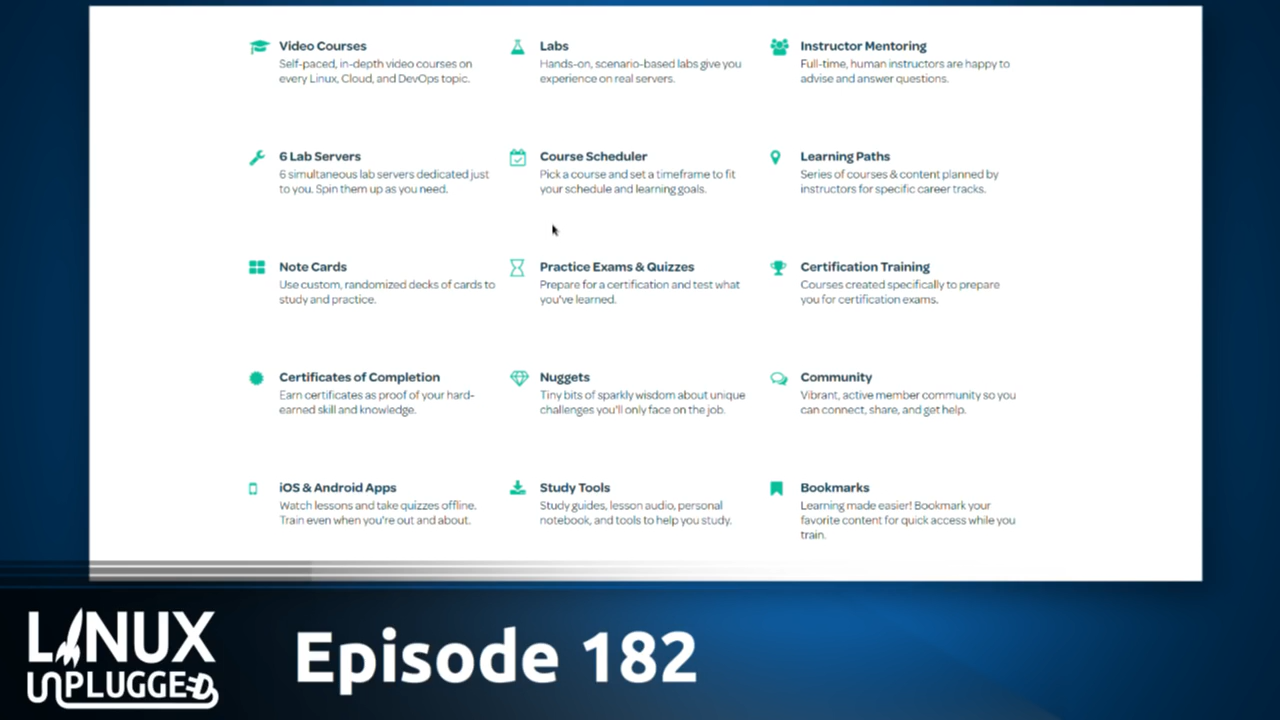 Video Courses
Self-paced, in-depth video courses on
every Linux, Cloud, and DevOps topic.
Labs
Hands-on, scenario-based labs give you
experience on real servers.
Instructor Mentoring
Full-time, human instructors are happy to
advise and answer questions.
6 Lab Servers
6 simultaneous lab servers dedicated just
to you. Spin them up as you need.
Course Scheduler
Pick a course and set a timeframe to fit
your schedule and learning goals.
Learning Paths
Series of courses & content planned by
instructors for specific career tracks.
Note Cards
Use custom, randomized decks of cards to
study and practice.
Practice Exams & Quizzes
Prepare for a certification and test what
you've learned.
Certification Training
Courses created specifically to prepare
you for certification exams.
Certificates of Completion
Earn certificates as proof of your hard-
earned skill and knowledge.
Nuggets
Tiny bits of sparkly wisdom about unique
challenges you'll only face on the job.
Community
Vibrant, active member community so you
can connect, share, and get help.
iOS & Android Apps
Watch lessons and take quizzes offline.
Train even when you're out and about.
Study Tools
Study guides, lesson audio, personal
notebook, and tools to help you study.
Bookmarks
Learning made easier! Bookmark your
favorite content for quick access while you
train.
LINUX
UNPLUGGED
Episode 182